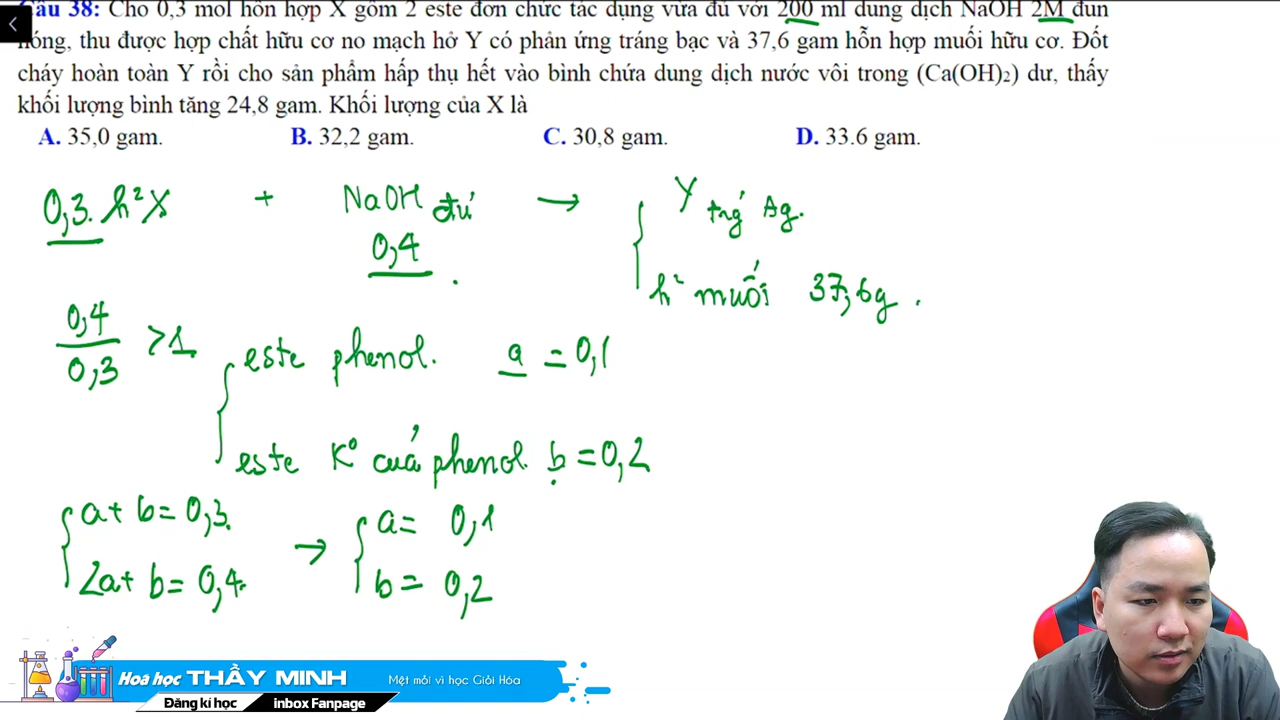 Câu 38: Cho 0,3 mol hỗn hợp X gồm 2 este đơn chức tác dụng vừa đủ với 200 ml dung dịch NaOH 2M đun
nóng, thu được hợp chất hữu cơ no mạch hở Y có phản ứng tráng bạc và 37,6 gam hỗn hợp muối hữu cơ. Đốt
cháy hoàn toàn Y rồi cho sản phẩm hấp thụ hết vào bình chứa dung dịch nước vôi trong (Ca(OH)₂) dư, thấy
khối lượng bình tăng 24,8 gam. Khối lượng của X là
A. 35,0 gam. B. 32,2 gam. C. 30,8 gam. D. 33.6 gam.
0,3. h² X + NaOH đủ → Y tráng Ag.
0,4
h² muối 37,6g.
0,4
0,3
>1
este phenol. a = 0,1
este K° của phenol. b = 0,2
a + b = 0,3. → a = 0,1
2a + b = 0,4. b = 0,2
Hoá học THẦY MINH
Mệt mỏi vì học Giỏi Hóa
Đăng kí học inbox Fanpage